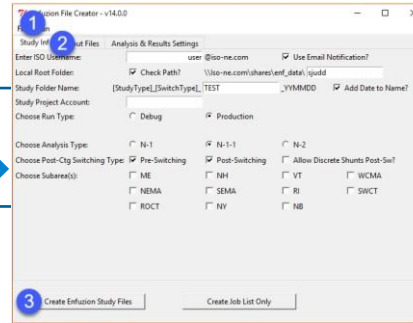 Enfuzion File Creator - v14.0.0
1
Study Inf 2 ut Files Analysis & Results Settings
Enter ISO Username: user @iso-ne.com Use Email Notification?
Local Root Folder: Check Path? \\iso-ne.com\shares\enf_data\ sjudd
Study Folder Name [StudyType]_[SwitchType]_ TEST _YYMMDD Add Date to Name?
Study Project Account:
Choose Run Type: Debug Production
Choose Analysis Type: N-1 N-1-1 N-2
Choose Post-Ctg Switching Type: Pre-Switching Post-Switching Allow Discrete Shunts Post-Sw?
Choose Subarea(s): ME NH VT WCMA
NEMA SEMA RI SWCT
ROCT NY NB
3 Create Enfuzion Study Files Create Job List Only